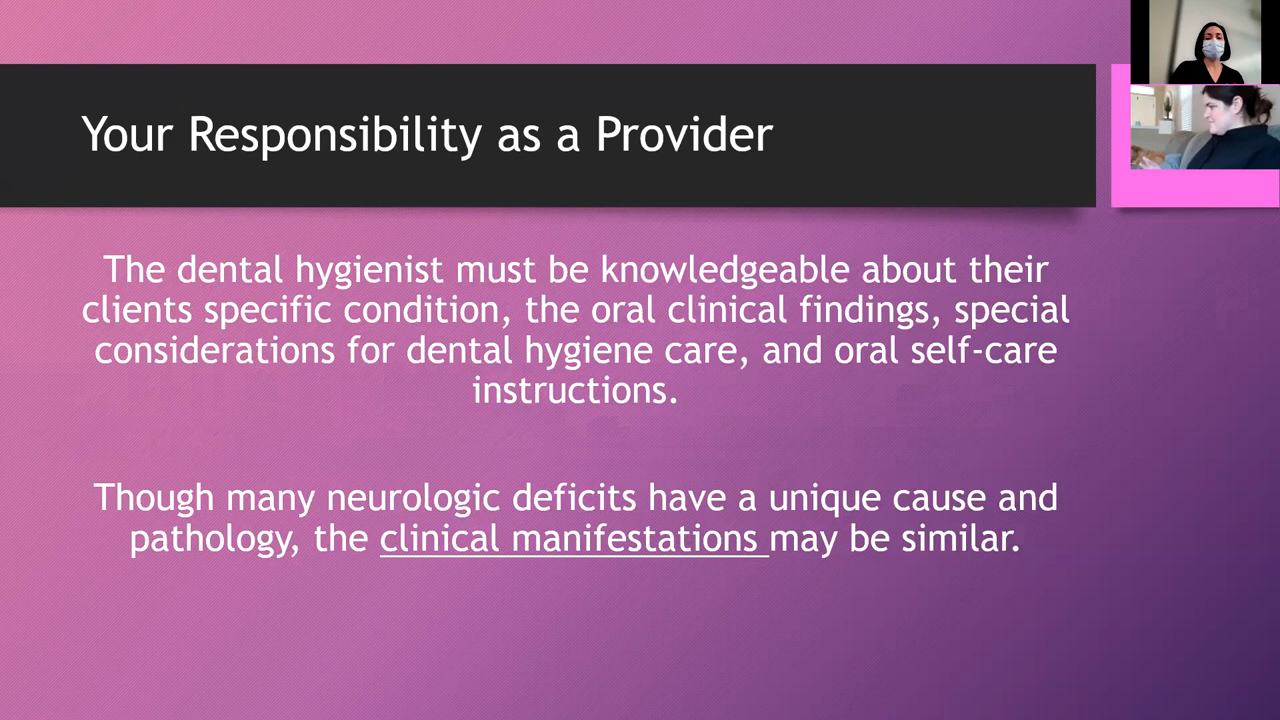 Your Responsibility as a Provider
The dental hygienist must be knowledgeable about their
clients specific condition, the oral clinical findings, special
considerations for dental hygiene care, and oral self-care
instructions.
Though many neurologic deficits have a unique cause and
pathology, the clinical manifestations may be similar.